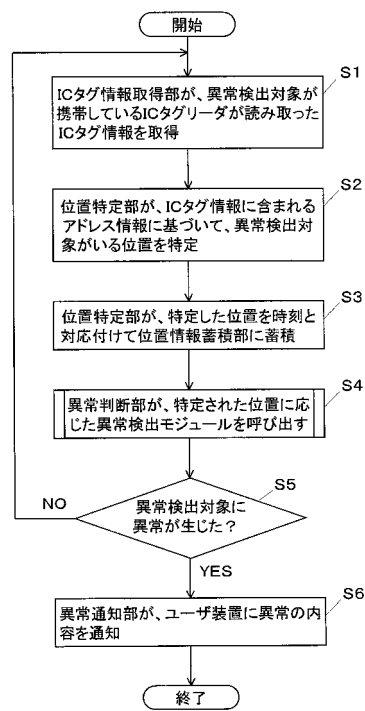 開始
S1
ICタグ情報取得部が、異常検出対象が
携帯しているICタグリーダが読み取った
ICタグ情報を取得
S2
位置特定部が、ICタグ情報に含まれる
アドレス情報に基づいて、異常検出対
象がいる位置を特定
S3
位置特定部が、特定した位置を時刻と
対応付けて位置情報蓄積部に蓄積
S4
異常判断部が、特定された位置に応
じた異常検出モジュールを呼び出す
S5
異常検出対象に
異常が生じた？
NO
YES
S6
異常通知部が、ユーザ装置に異常の内
容を通知
終了